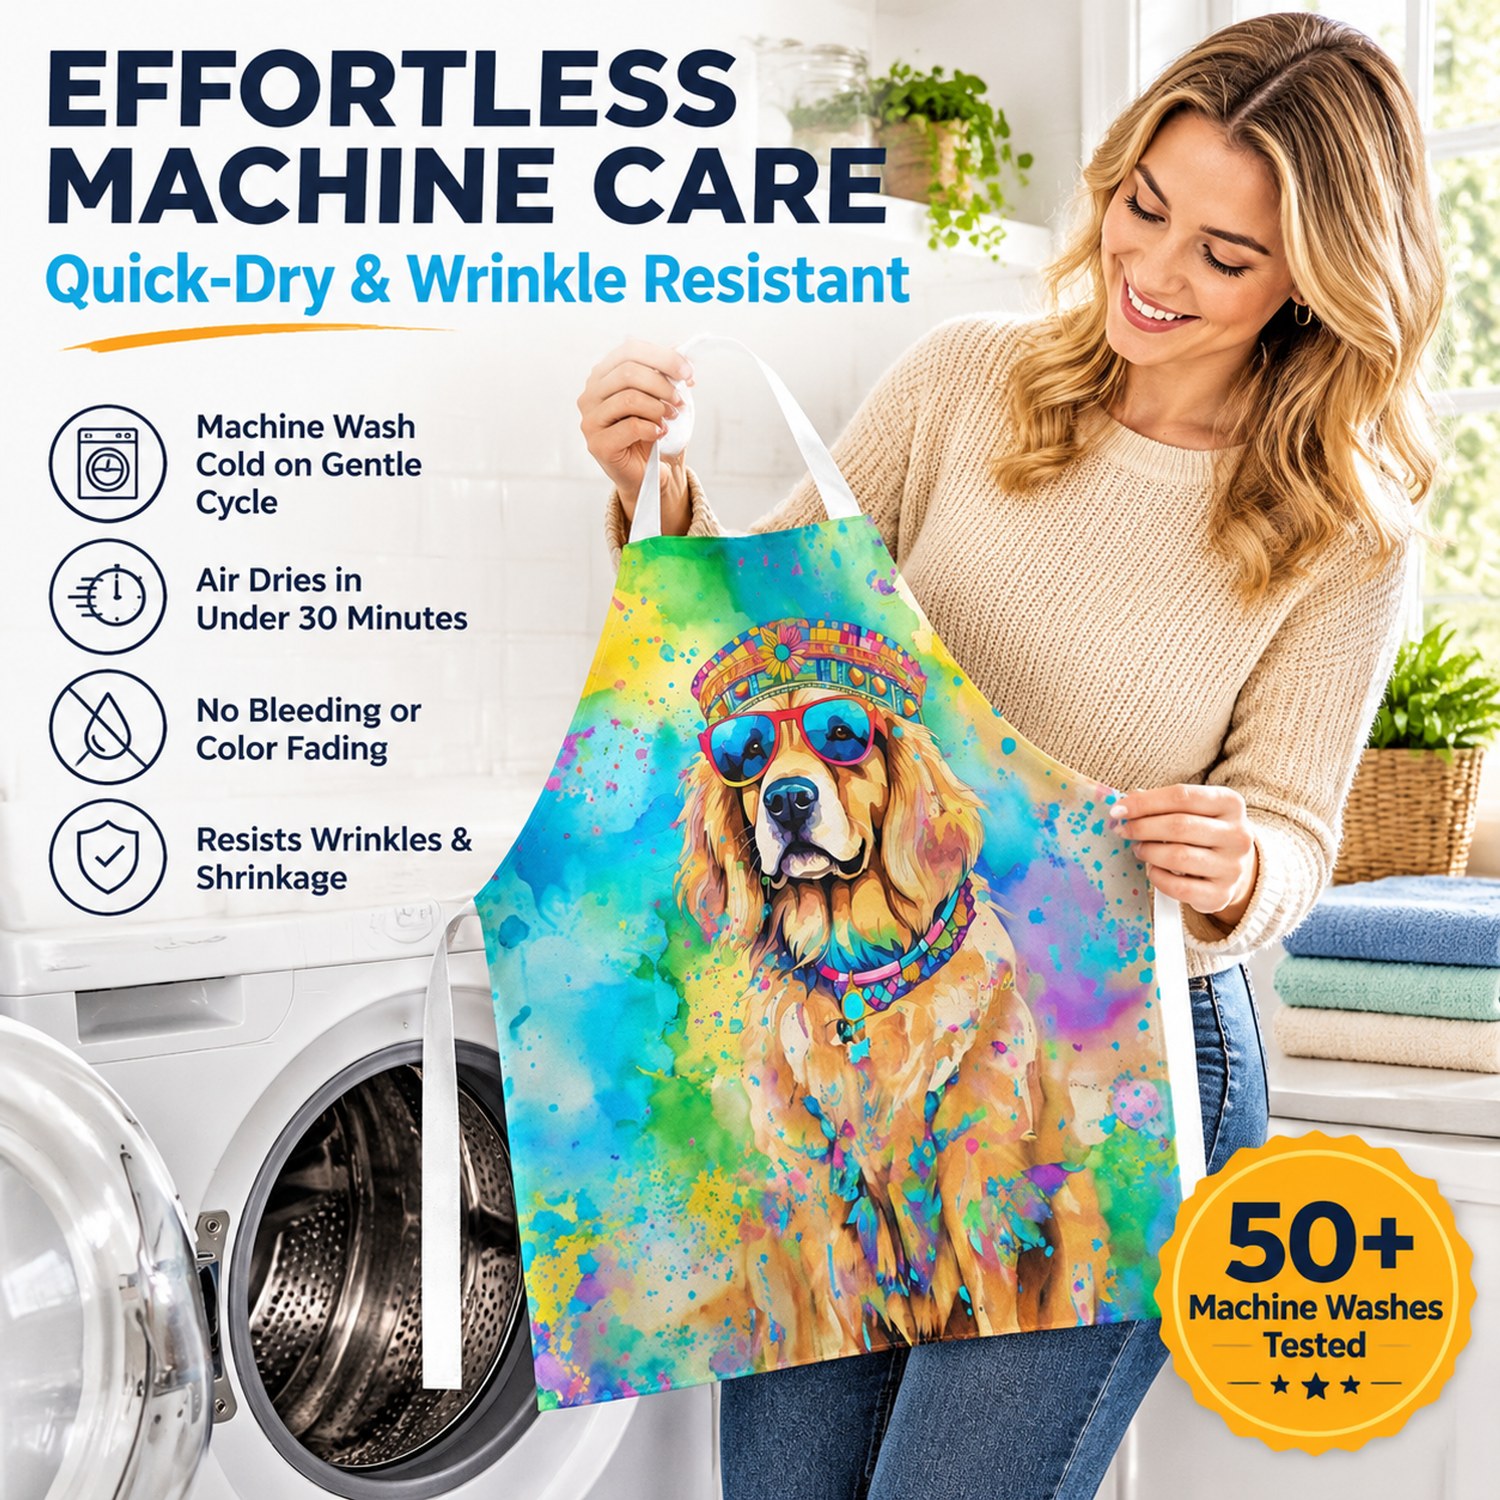 EFFORTLESS
MACHINE CARE
Quick-Dry & Wrinkle Resistant
Machine Wash
Cold on Gentle
Cycle
Air Dries in
Under 30 Minutes
No Bleeding or
Color Fading
Resists Wrinkles &
Shrinkage
50+
Machine Washes
Tested